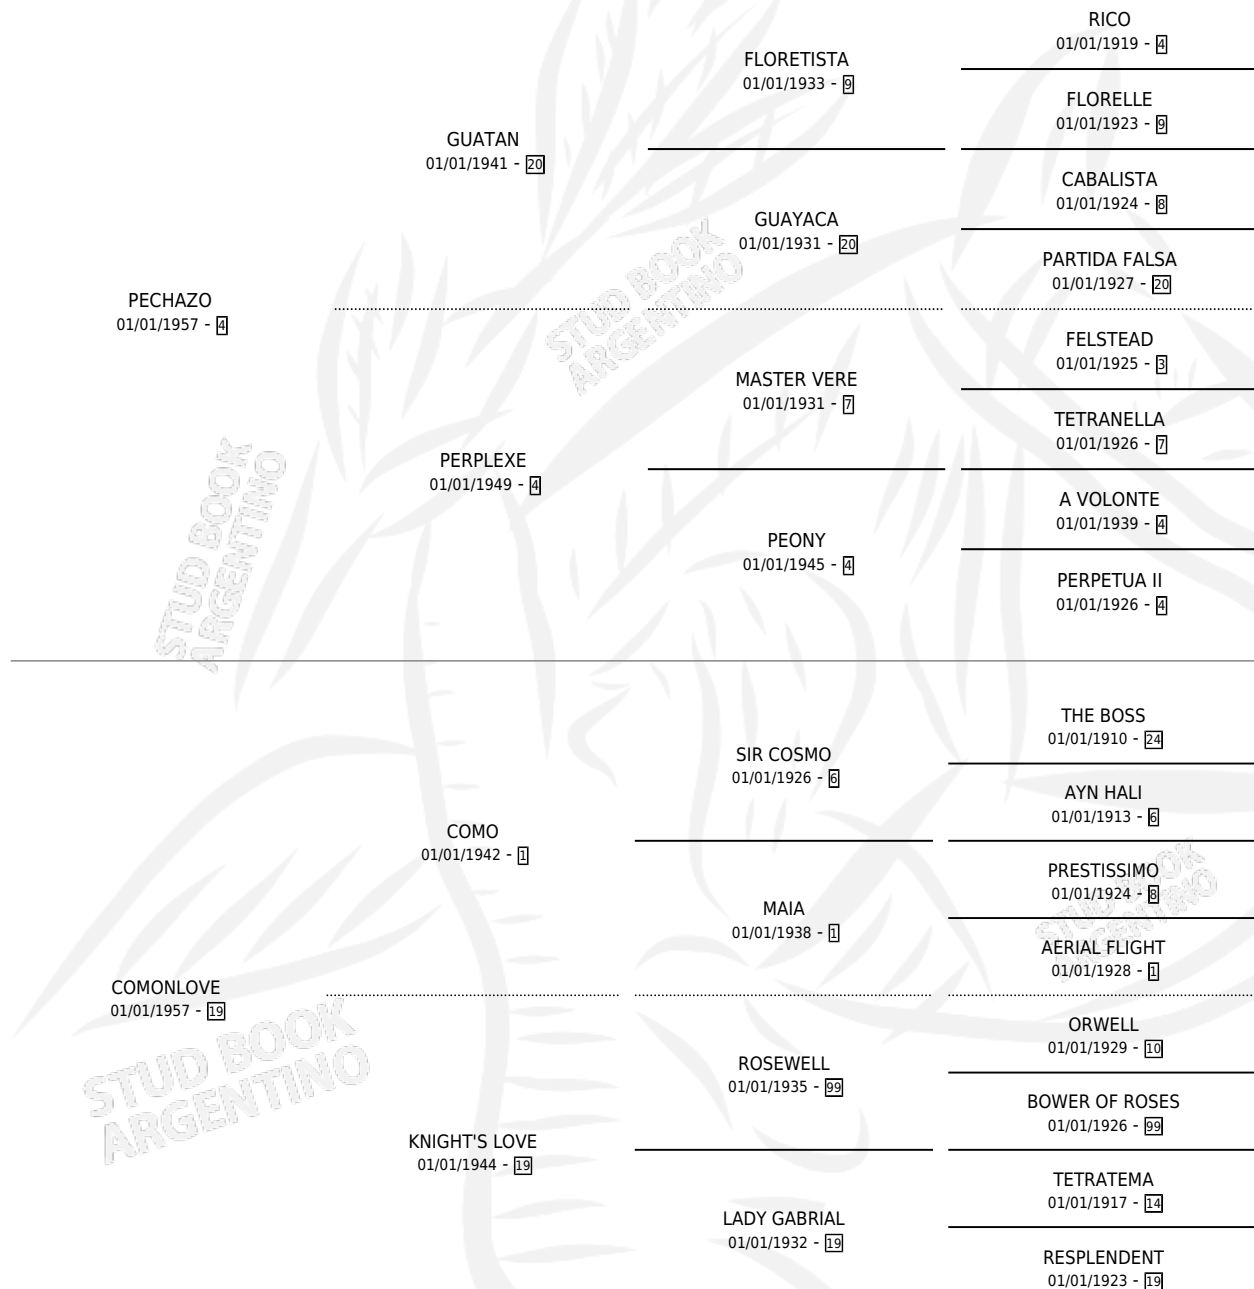 RICO
01/01/1919 - 4
FLORETISTA
01/01/1933 - 9
FLORELLE
01/01/1923 - 9
GUATAN
01/01/1941 - 20
CABALISTA
01/01/1924 - 8
GUAYACA
01/01/1931 - 20
PARTIDA FALSA
01/01/1927 - 20
PECHAZO
01/01/1957 - 4
STUD BOOK
ARGENTINO
FELSTEAD
01/01/1925 - 3
MASTER VERE
01/01/1931 - 7
TETRANELLA
01/01/1926 - 7
PERPLEXE
01/01/1949 - 4
A VOLONTE
01/01/1939 - 4
PEONY
01/01/1945 - 4
PERPETUA II
01/01/1926 - 4
STUD BOOK
ARGENTINO
THE BOSS
01/01/1910 - 24
SIR COSMO
01/01/1926 - 6
AYN HALI
01/01/1913 - 6
COMO
01/01/1942 - 1
PRESTISSIMO
01/01/1924 - 8
MAIA
01/01/1938 - 1
STUD BOOK
ARGENTINO
AERIAL FLIGHT
01/01/1928 - 1
COMONLOVE
01/01/1957 - 19
ORWELL
01/01/1929 - 10
ROSEWELL
01/01/1935 - 99
STUD BOOK
ARGENTINO
BOWER OF ROSES
01/01/1926 - 99
KNIGHT'S LOVE
01/01/1944 - 19
TETRATEMA
01/01/1917 - 14
LADY GABRIAL
01/01/1932 - 19
RESPLENDENT
01/01/1923 - 19